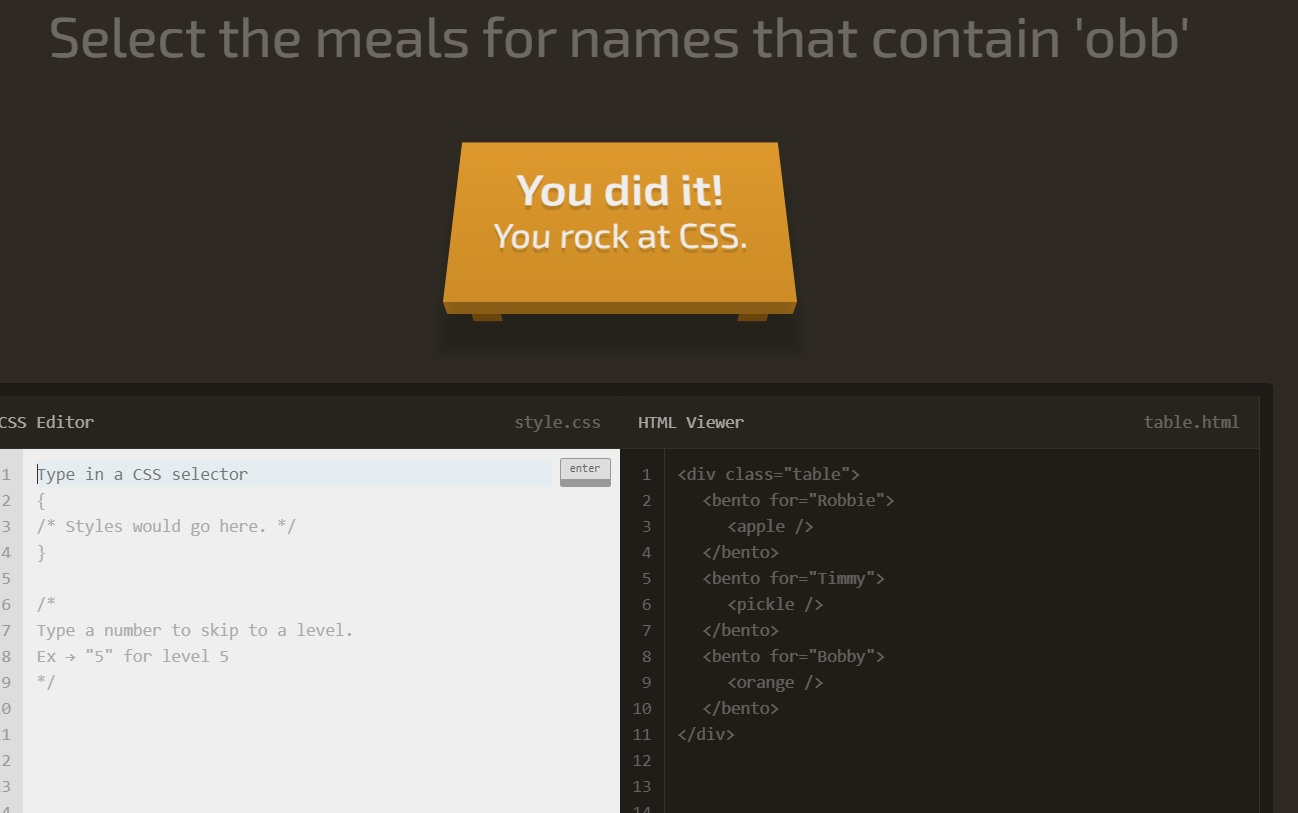 Select the meals for names that contain 'obb'
You did it!
You rock at CSS.
CSS Editor
style.css
1 Type in a CSS selector
enter
2 {
3 /* Styles would go here. */
4 }
5
6 /*
7 Type a number to skip to a level.
8 Ex → "5" for level 5
9 */
0
1
2
3
4
HTML Viewer
table.html
1 <div class="table">
2 <bento for="Robbie">
3 <apple />
4 </bento>
5 <bento for="Timmy">
6 <pickle />
7 </bento>
8 <bento for="Bobby">
9 <orange />
10 </bento>
11 </div>
12
13
14